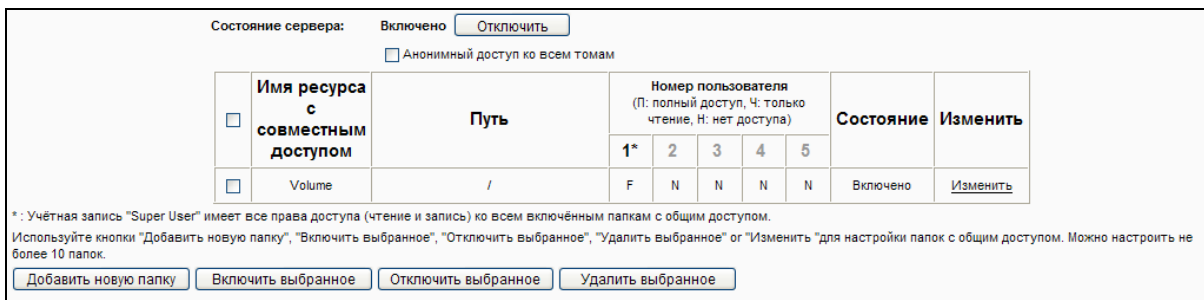 Состояние сервера: Включено Отключить
Анонимный доступ ко всем томам
Имя ресурса
с
совместным
доступом
Путь
Номер пользователя
(П: полный доступ, Ч: только
чтение, Н: нет доступа)
1* 2 3 4 5
Состояние
Изменить
Volume / F N N N N Включено Изменить
* : Учётная запись "Super User" имеет все права доступа (чтение и запись) ко всем включённым папкам с общим доступом.
Используйте кнопки "Добавить новую папку", "Включить выбранное", "Отключить выбранное", "Удалить выбранное" or "Изменить "для настройки папок с общим доступом. Можно настроить не
более 10 папок.
Добавить новую папку Включить выбранное Отключить выбранное Удалить выбранное